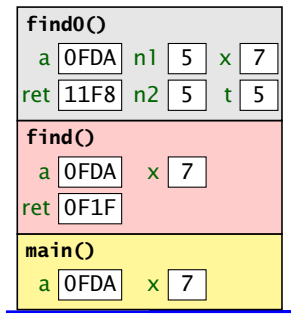 find0()
a 0FDA n1 5 x 7
ret 11F8 n2 5 t 5
find()
a 0FDA x 7
ret 0F1F
main()
a 0FDA x 7